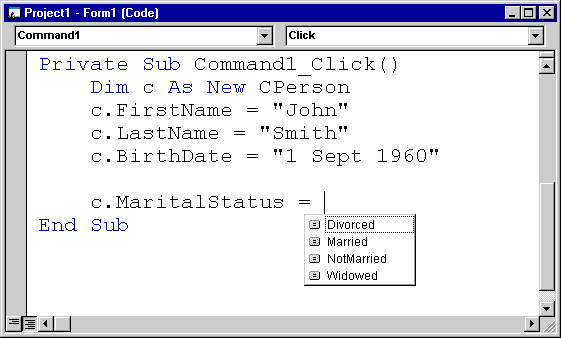 Project1 - Form1 (Code)
Command1 Click
Private Sub Command1_Click()
Dim c As New CPerson
c.FirstName = "John"
c.LastName = "Smith"
c.BirthDate = "1 Sept 1960"
c.MaritalStatus =
Divorced
End Sub
Married
NotMarried
Widowed